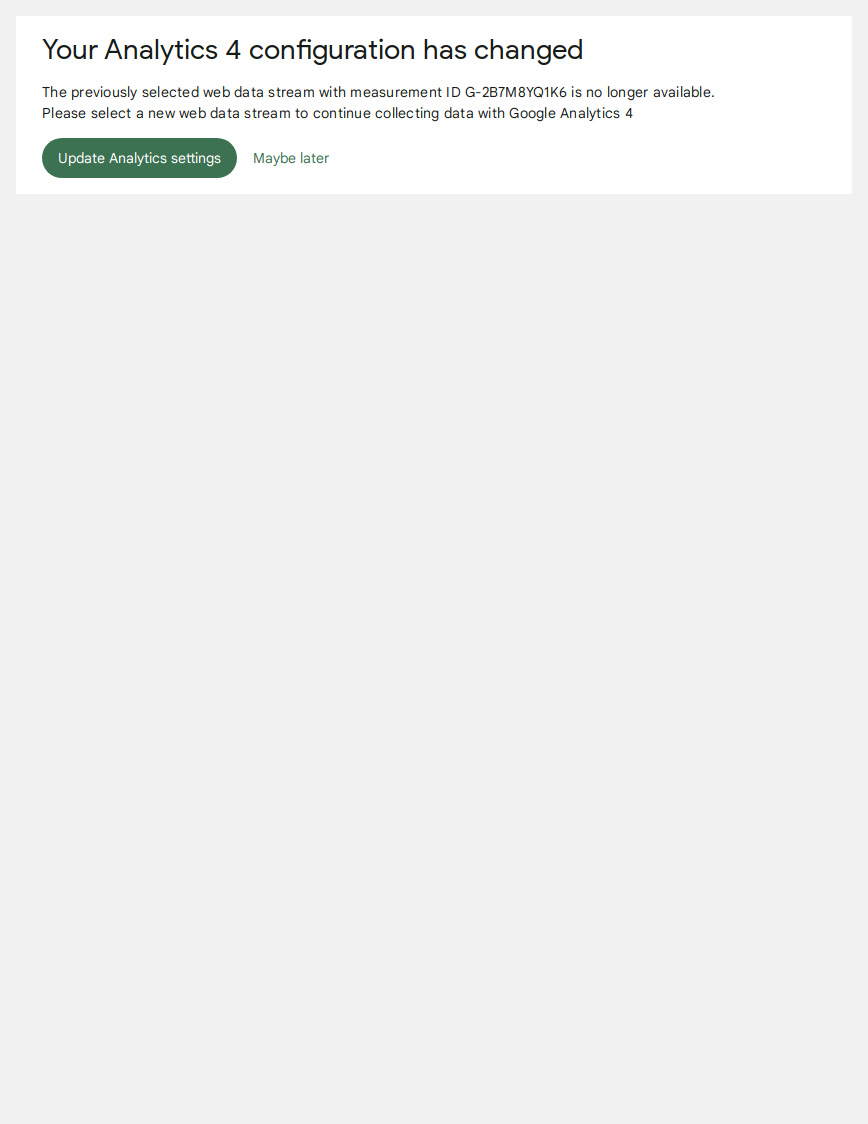 Your Analytics 4 configuration has changed
The previously selected web data stream with measurement ID G-2B7M8YQ1K6 is no longer available.
Please select a new web data stream to continue collecting data with Google Analytics 4
Update Analytics settings
Maybe later